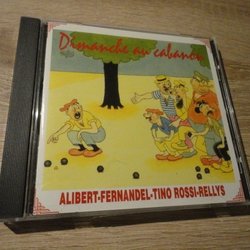 Dimanche au cabanon
ALIBERT-FERNANDEL-TINO ROSSI-RELLYS